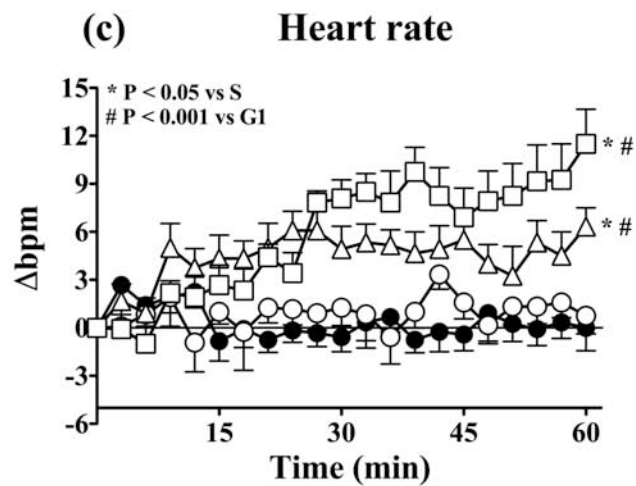 (c) Heart rate
* P < 0.05 vs S
# P < 0.001 vs G1
15
12
9
6
3
0
-3
-6
Δbpm
* #
* #
15
30
45
60
Time (min)